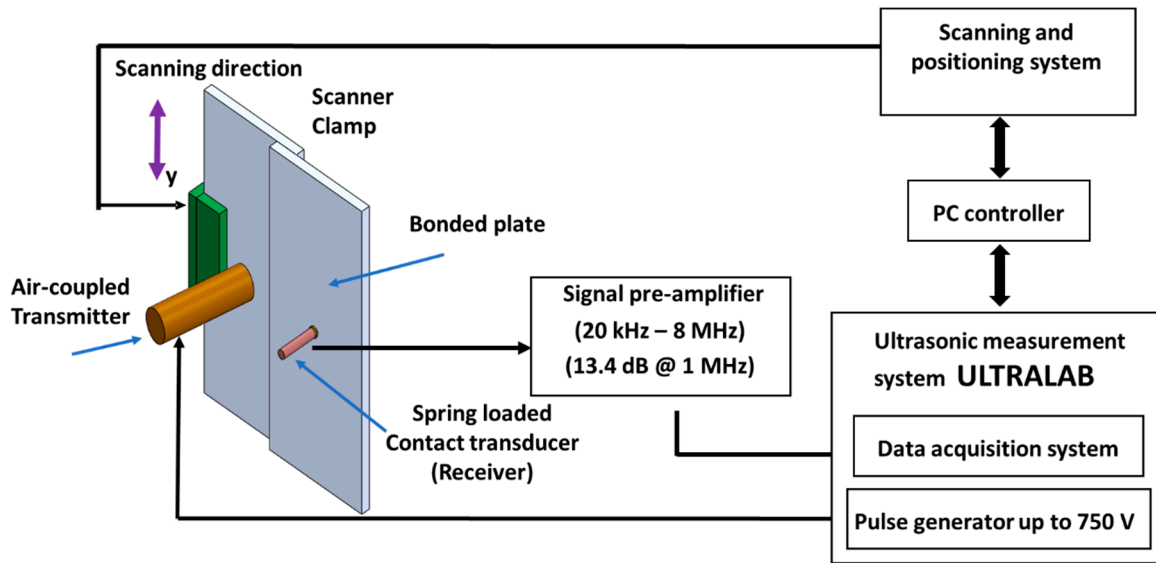 Scanning direction
y
Scanner
Clamp
Scanning and
positioning system
PC controller
Bonded plate
Air-coupled
Transmitter
Signal pre-amplifier
(20 kHz – 8 MHz)
(13.4 dB @ 1 MHz)
Spring loaded
Contact transducer
(Receiver)
Ultrasonic measurement
system ULTRALAB
Data acquisition system
Pulse generator up to 750 V